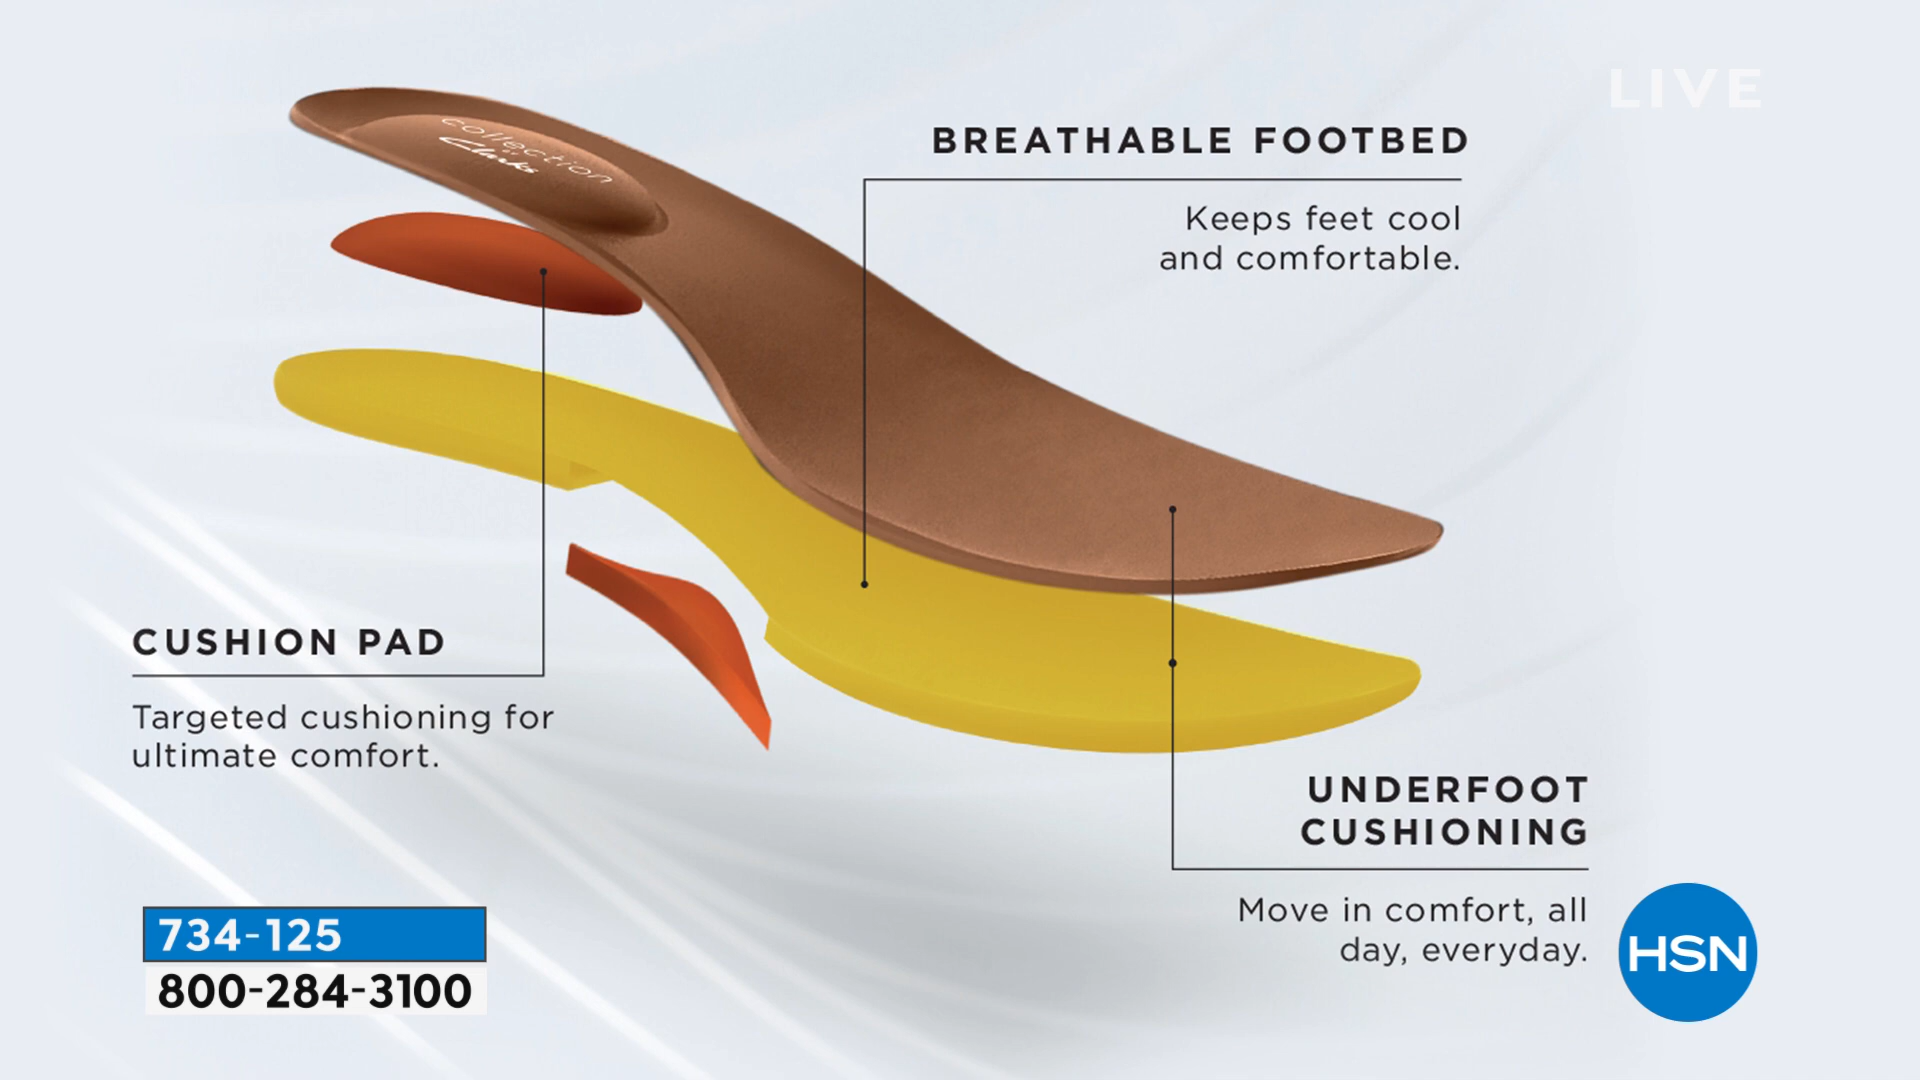 LIVE
collection
BY
Clarks
BREATHABLE FOOTBED
Keeps feet cool
and comfortable.
CUSHION PAD
Targeted cushioning for
ultimate comfort.
UNDERFOOT
CUSHIONING
Move in comfort, all
day, everyday.
734-125
800-284-3100
HSN